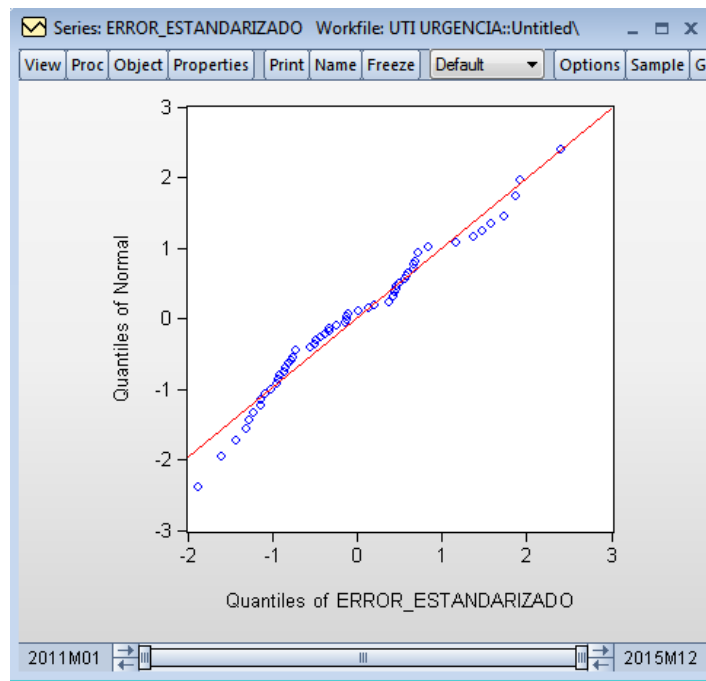 Series: ERROR_ESTANDARIZADO Workfile: UTI URGENCIA::Untitled\
View Proc Object Properties Print Name Freeze Default Options Sample G
3
2
1
0
-1
-2
-3
Quantiles of Normal
-2 -1 0 1 2 3
Quantiles of ERROR_ESTANDARIZADO
2011M01 2015M12